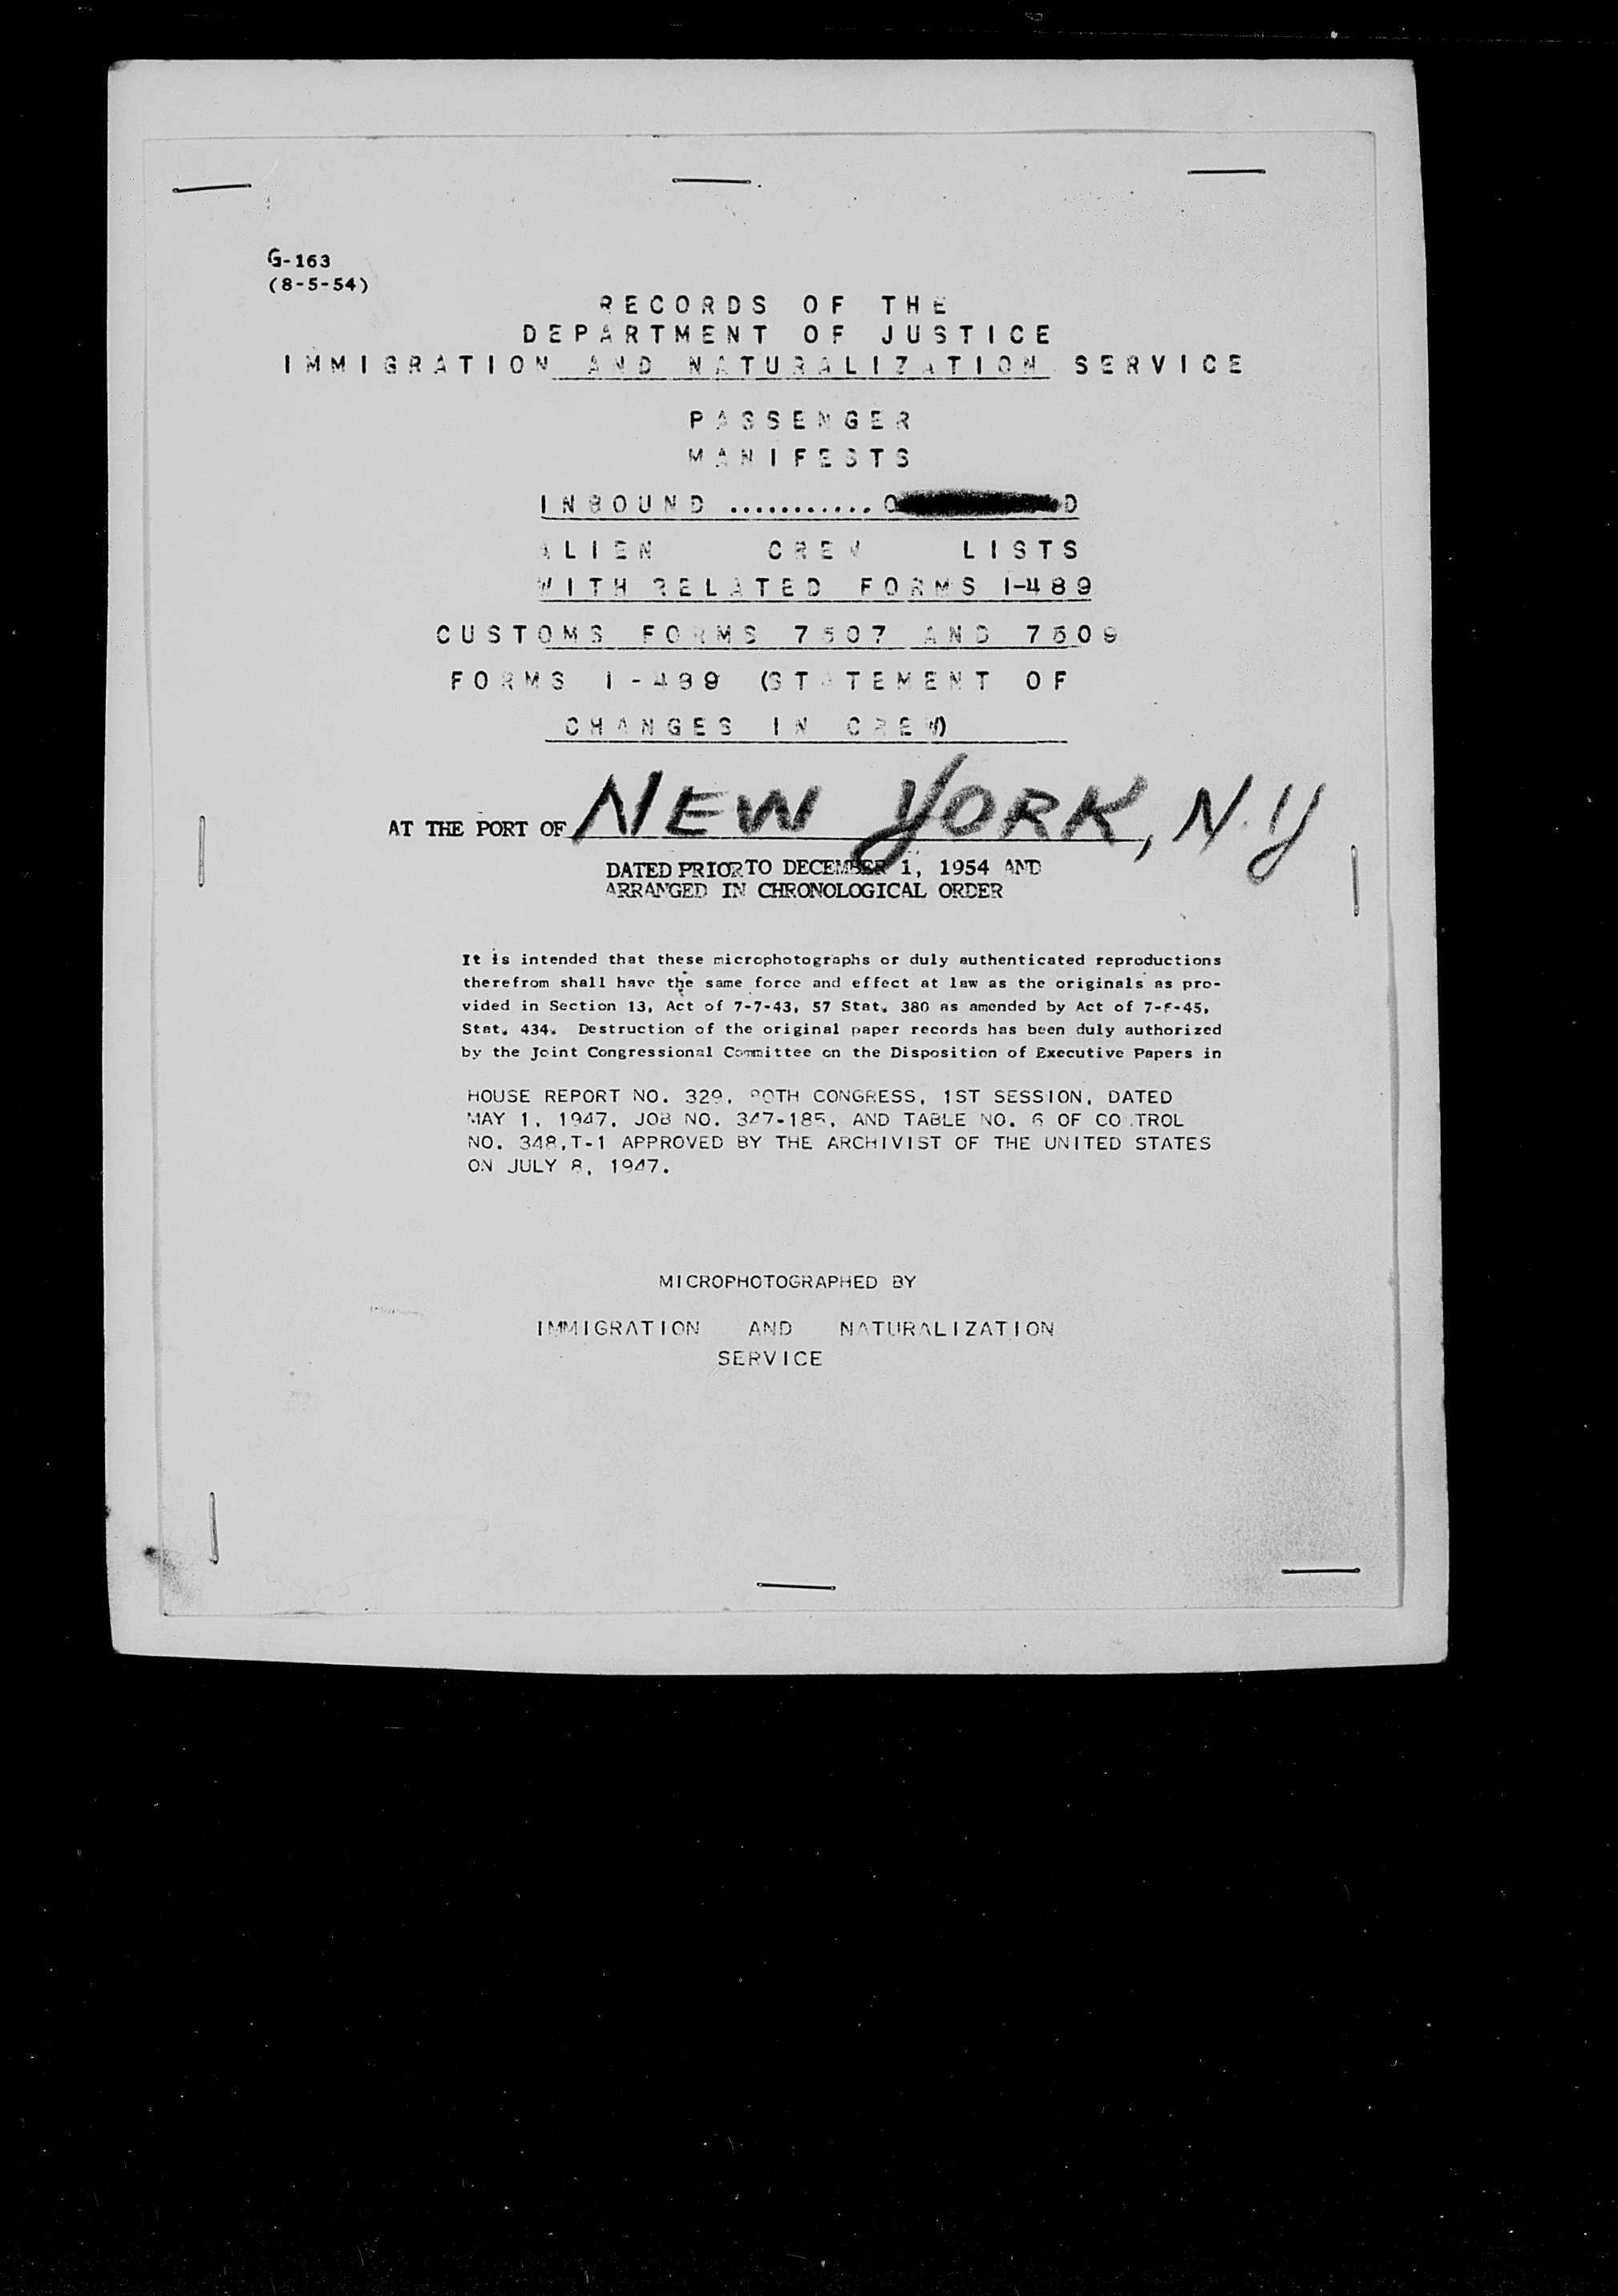 G-163
(8-5-54)
RECORDS OF THE
DEPARTMENT OF JUSTICE
IMMIGRATION AND NATURALIZATION SERVICE
PASSENGER
MANIFESTS
INBOUND ........... O D
ALIEN CREW LISTS
WITH RELATED FORMS I-489
CUSTOMS FORMS 7507 AND 7509
FORMS I-489 (STATEMENT OF
CHANGES IN CREW)
AT THE PORT OF NEW YORK, N.Y
DATED PRIOR TO DECEMBER 1, 1954 AND
ARRANGED IN CHRONOLOGICAL ORDER
It is intended that these microphotographs or duly authenticated reproductions
therefrom shall have the same force and effect at law as the originals as pro-
vided in Section 13, Act of 7-7-43, 57 Stat. 380 as amended by Act of
Stat. 434. Destruction of the original paper records has been duly authorized
by the Joint Congressional Committee on the Disposition of Executive Papers in
HOUSE REPORT NO. 329, 80TH CONGRESS, 1ST SESSION, DATED
MAY 1, 1947, JOB NO. 347-185, AND TABLE NO. 6 OF CONTROL
NO. 348,T-1 APPROVED BY THE ARCHIVIST OF THE UNITED STATES
ON JULY 8, 1947.
MICROPHOTOGRAPHED BY
IMMIGRATION AND NATURALIZATION
SERVICE